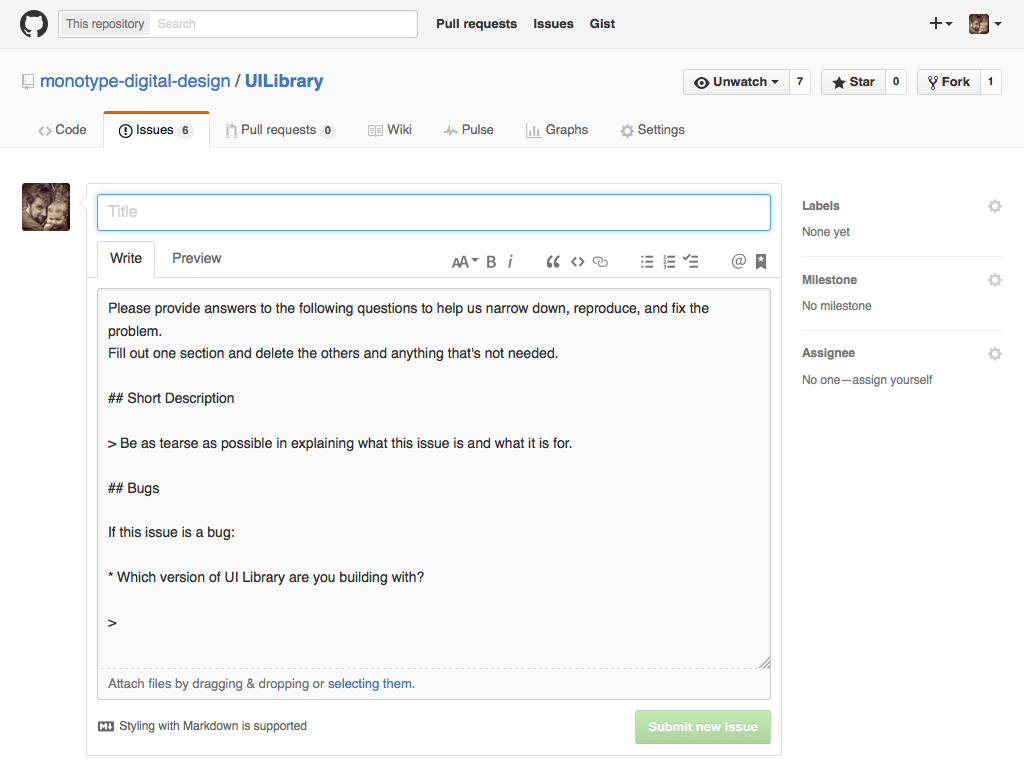 This repository Search Pull requests Issues Gist
monotype-digital-design / UILibrary Unwatch 7 Star 0 Fork 1
Code Issues 6 Pull requests 0 Wiki Pulse Graphs Settings
Title
Write Preview AA B i “ <> @
Please provide answers to the following questions to help us narrow down, reproduce, and fix the
problem.
Fill out one section and delete the others and anything that's not needed.
## Short Description
> Be as tearse as possible in explaining what this issue is and what it is for.
## Bugs
If this issue is a bug:
* Which version of UI Library are you building with?
>
Attach files by dragging & dropping or selecting them.
Styling with Markdown is supported
Submit new issue
Labels
None yet
Milestone
No milestone
Assignee
No one—assign yourself